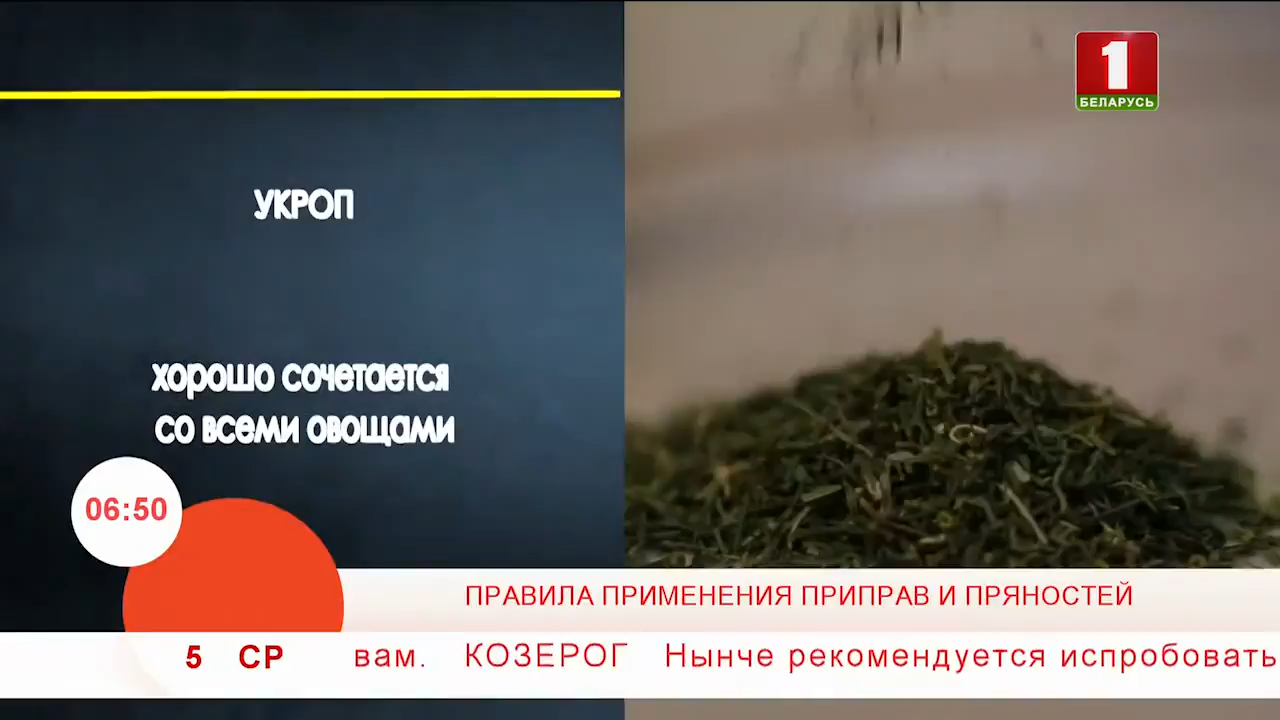 1
БЕЛАРУСЬ
УКРОП
хорошо сочетается
со всеми овощами
06:50
ПРАВИЛА ПРИМЕНЕНИЯ ПРИПРАВ И ПРЯНОСТЕЙ
5 СР вам. КОЗЕРОГ Нынче рекомендуется испробовать